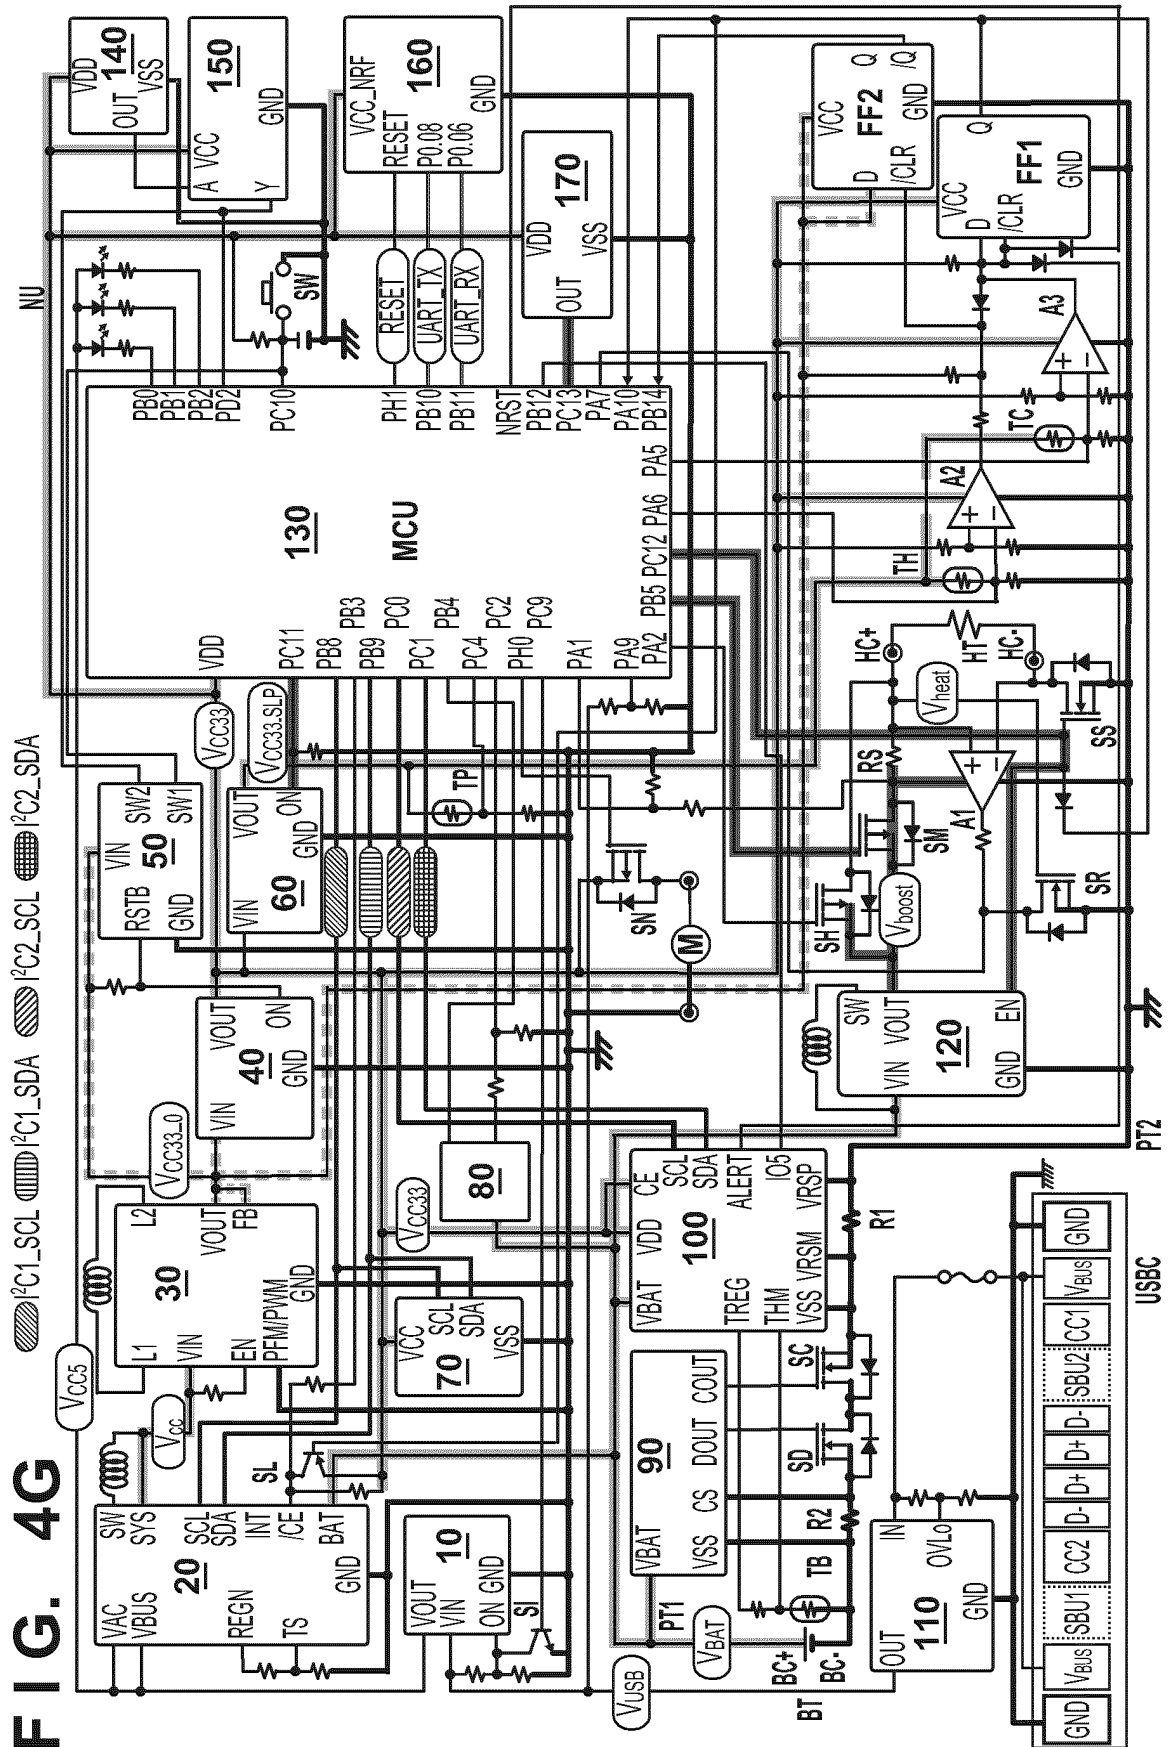 FIG. 4G
I²C1_SCL I²C1_SDA I²C2_SCL I²C2_SDA
VCC5
NU
SW
SYS
SCL
SDA
INT
/CE
BAT
GND
VAC
VBUS
REGN
TS
20
VCC
L1
VIN
EN
PFM/PWM
GND
L2
VOUT
FB
30
VCC33_0
VIN
VOUT
ON
GND
40
VIN
RSTB
GND
SW2
SW1
50
VCC33
VIN
VOUT
ON
GND
60
VCC33_SLP
SL
VOUT
VIN
ON
GND
10
SI
VCC
SCL
SDA
VSS
70
VCC33
80
TP
SN
M
130
MCU
VDD
PC11
PB8
PB3
PB9
PC0
PC1
PB4
PC4
PC2
PH0
PC9
PA1
PA9
PA2
PB5
PC12
PA6
PA5
PB0
PB1
PB2
PD2
PC10
PH1
PB10
PB11
NRST
PB12
PC13
PA7
PA10
PB14
SW
RESET
UART_TX
UART_RX
VDD
OUT
VSS
140
A
VCC
Y
GND
150
VCC_NRF
RESET
P0.08
P0.06
GND
160
VDD
OUT
VSS
170
VUSB
PT1
VBAT
BC+
BC-
BT
TB
VBAT
VSS
CS
DOUT
COUT
90
R2
SD
SC
VBAT
VDD
CE
SCL
SDA
ALERT
IO5
VRSP
VRSM
VSS
TREG
THM
100
R1
PT2
OUT
IN
OVLo
GND
110
USBC
GND
VBUS
SBU1
CC2
D-
D+
D+
D-
SBU2
CC1
VBUS
GND
SW
VIN
VOUT
GND
EN
120
SH
Vboost
SM
RS
A1
SR
Vheat
HC+
HT
HC-
SS
TH
A2
TC
A3
VCC
D
/CLR
Q
/Q
GND
FF2
VCC
D
/CLR
Q
GND
FF1